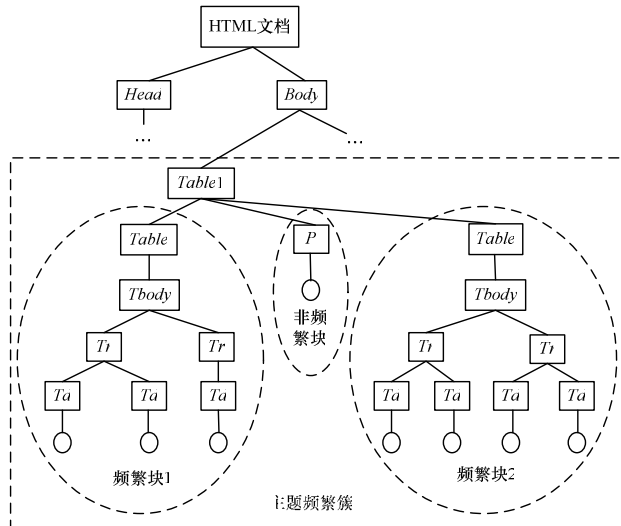 HTML文档
Head
Body
...
...
Table1
Table
P
Table
Tbody
非频
繁块
Tbody
Tr
Tr
Tr
Tr
Ta
Ta
Ta
Ta
Ta
Ta
Ta
频繁块1
频繁块2
主题频繁簇